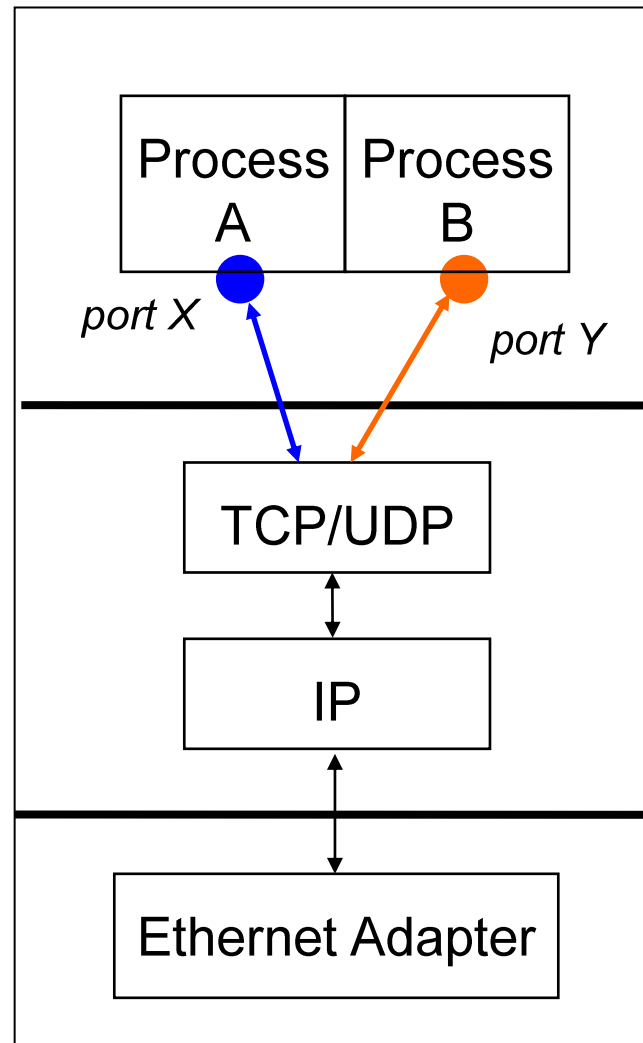 Process
A
Process
B
port X
port Y
TCP/UDP
IP
Ethernet Adapter